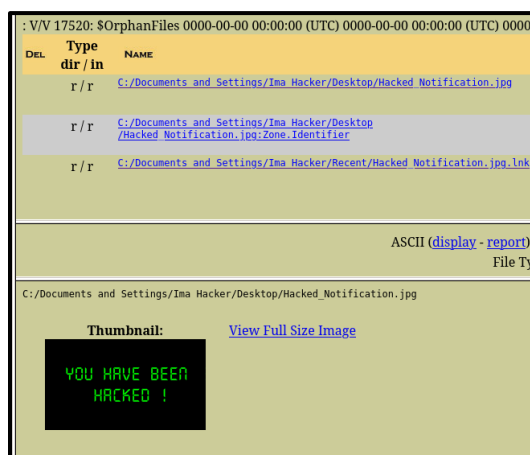 : V/V 17520: $OrphanFiles 0000-00-00 00:00:00 (UTC) 0000-00-00 00:00:00 (UTC) 0000
DEL Type dir / in NAME
r / r C:/Documents and Settings/Ima Hacker/Desktop/Hacked_Notification.jpg
r / r C:/Documents and Settings/Ima Hacker/Desktop
/Hacked_Notification.jpg:Zone.Identifier
r / r C:/Documents and Settings/Ima Hacker/Recent/Hacked_Notification.jpg.lnk
ASCII (display - report)
File Ty
C:/Documents and Settings/Ima Hacker/Desktop/Hacked_Notification.jpg
Thumbnail: View Full Size Image
YOU HAVE BEEN
HACKED !